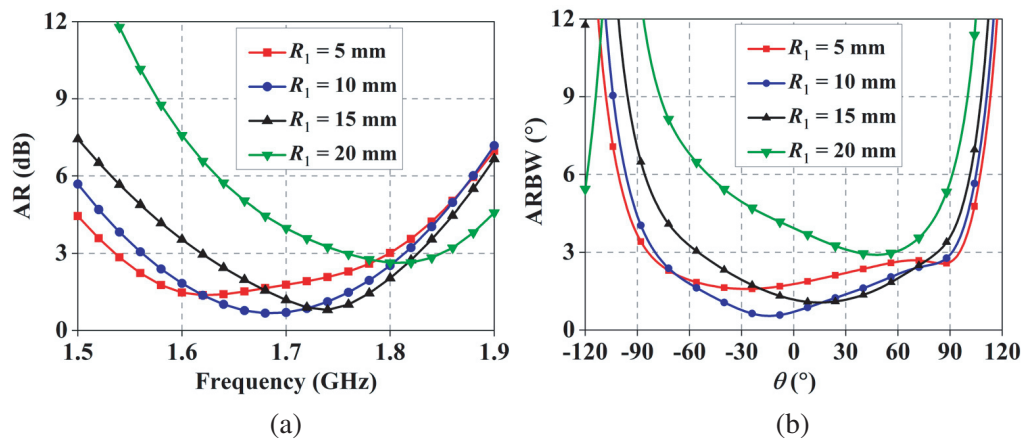 12
9
6
3
0
AR (dB)
R₁ = 5 mm
R₁ = 10 mm
R₁ = 15 mm
R₁ = 20 mm
1.5 1.6 1.7 1.8 1.9
Frequency (GHz)
(a)
12
9
6
3
0
ARBW (°)
R₁ = 5 mm
R₁ = 10 mm
R₁ = 15 mm
R₁ = 20 mm
-120 -90 -60 -30 0 30 60 90 120
θ (°)
(b)